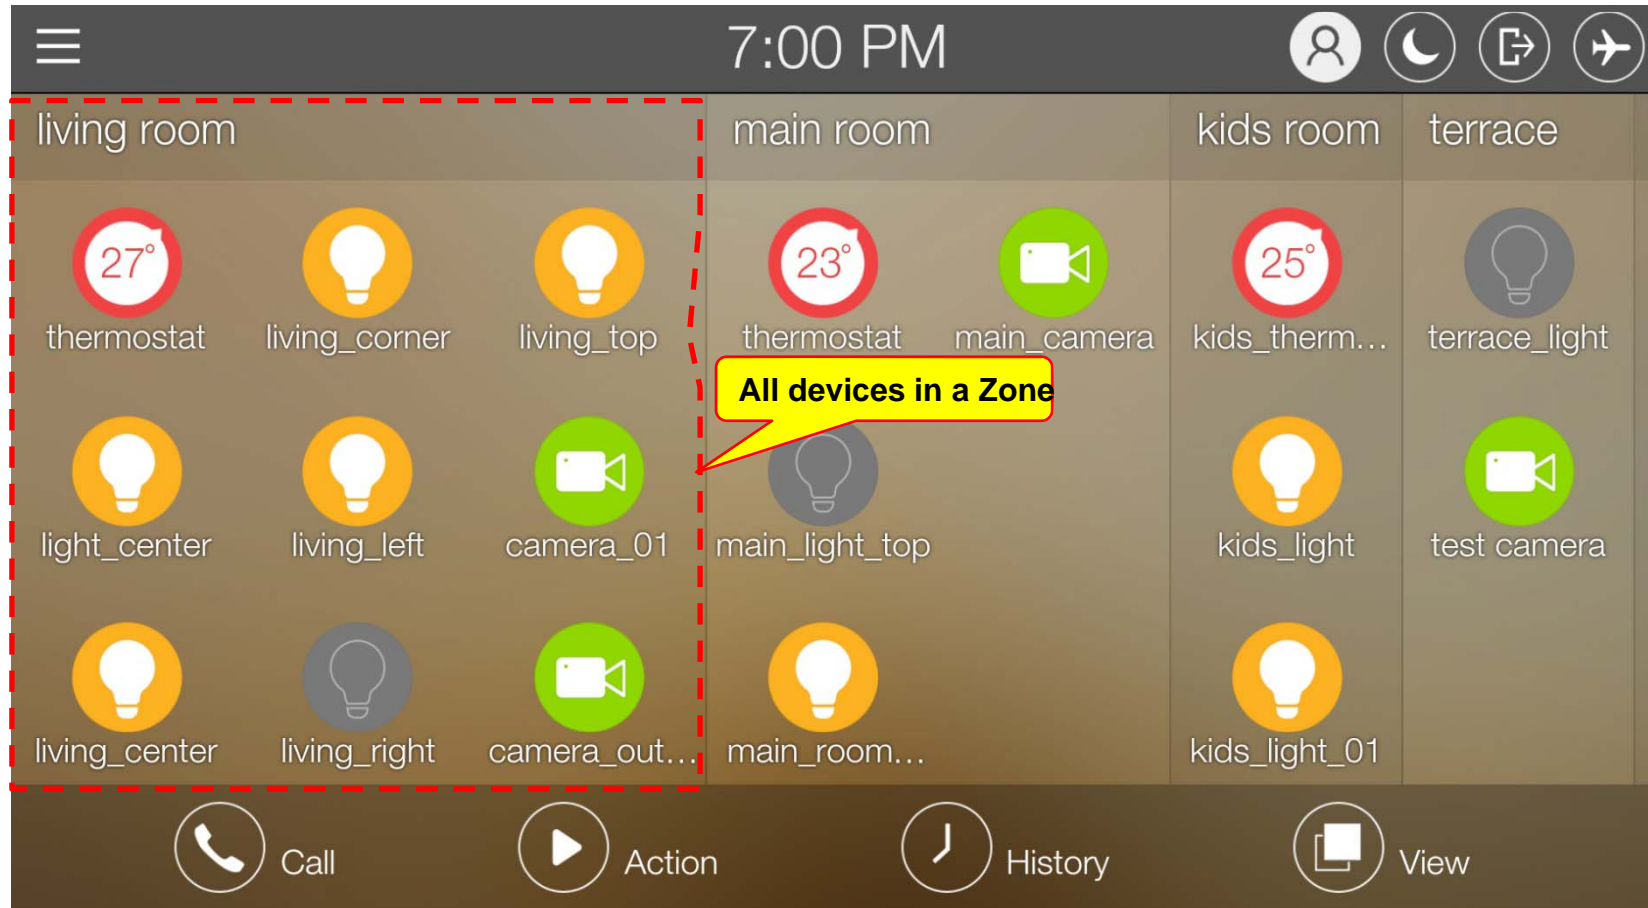 7:00 PM
living room
main room
kids room
terrace
27°
23°
25°
thermostat
living_corner
living_top
thermostat
main_camera
kids_therm...
terrace_light
All devices in a Zone
light_center
living_left
camera_01
main_light_top
kids_light
test camera
living_center
living_right
camera_out...
main_room...
kids_light_01
Call
Action
History
View